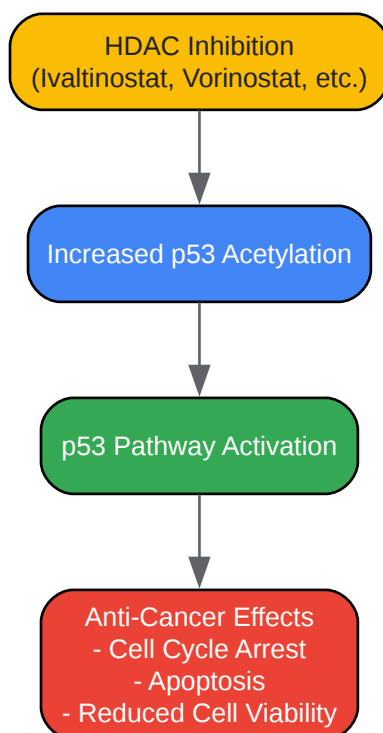 HDAC Inhibition
(Ivaltinostat, Vorinostat, etc.)
Increased p53 Acetylation
p53 Pathway Activation
Anti-Cancer Effects
- Cell Cycle Arrest
- Apoptosis
- Reduced Cell Viability